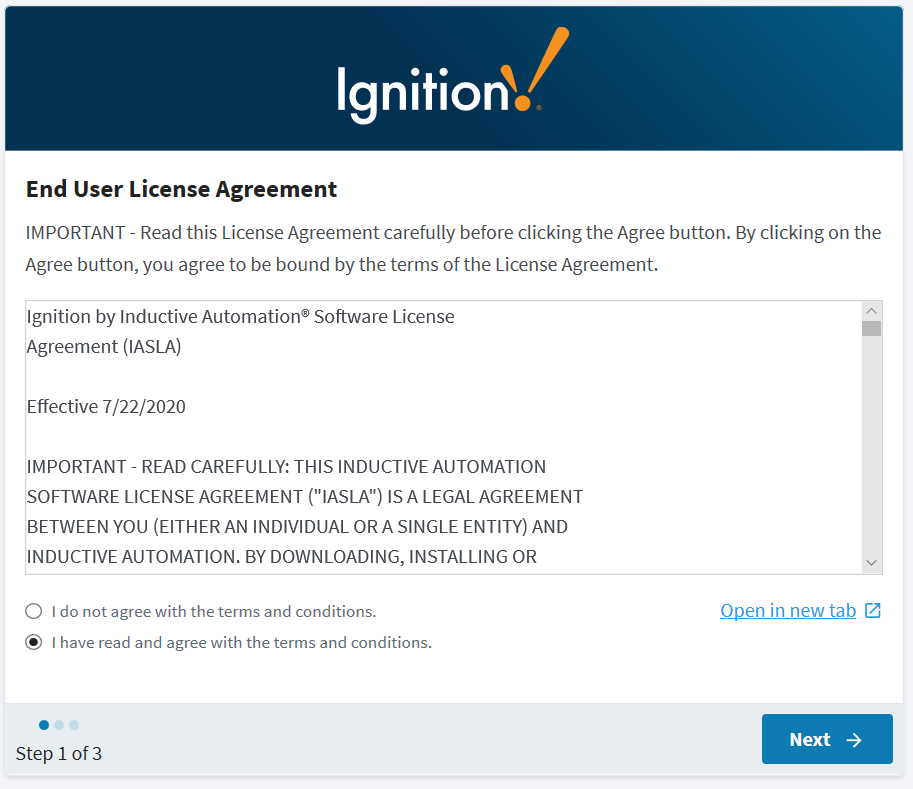 Ignition!
End User License Agreement
IMPORTANT - Read this License Agreement carefully before clicking the Agree button. By clicking on the
Agree button, you agree to be bound by the terms of the License Agreement.
Ignition by Inductive Automation® Software License
Agreement (IASLA)
Effective 7/22/2020
IMPORTANT - READ CAREFULLY: THIS INDUCTIVE AUTOMATION
SOFTWARE LICENSE AGREEMENT ("IASLA") IS A LEGAL AGREEMENT
BETWEEN YOU (EITHER AN INDIVIDUAL OR A SINGLE ENTITY) AND
INDUCTIVE AUTOMATION. BY DOWNLOADING, INSTALLING OR
I do not agree with the terms and conditions.
Open in new tab
I have read and agree with the terms and conditions.
Step 1 of 3
Next